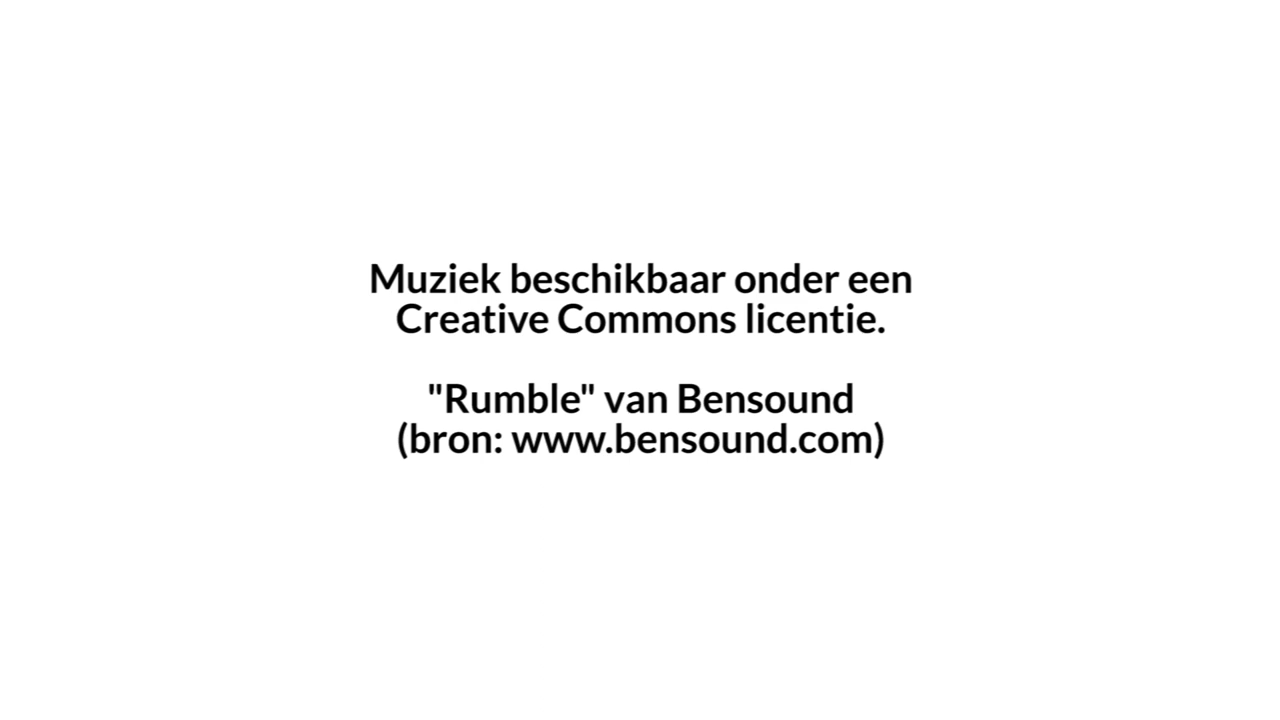 Muziek beschikbaar onder een
Creative Commons licentie.
"Rumble" van Bensound
(bron: www.bensound.com)